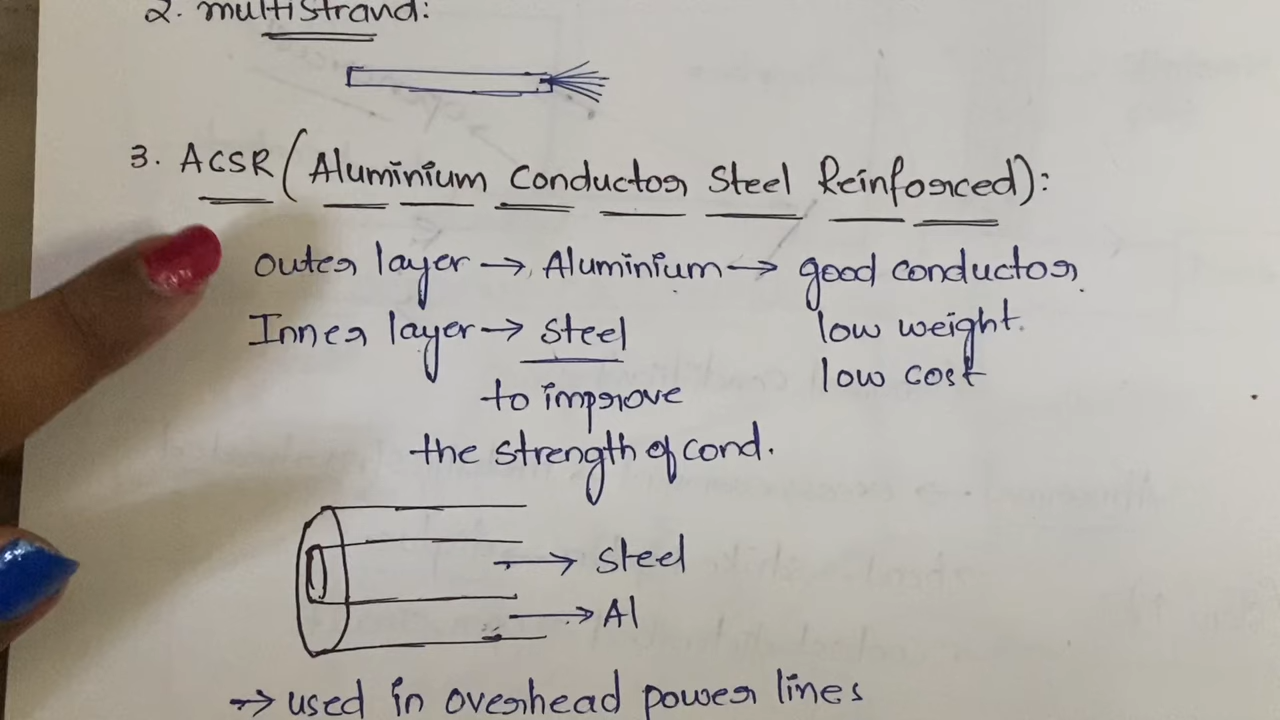 2. multistrand:
3. ACSR (Aluminium Conductor Steel Reinforced):
outer layer → Aluminium → good conductor
Inner layer → Steel low weight.
to improve low cost
the strength of cond.
→ Steel
→ Al
→ used in overhead power lines